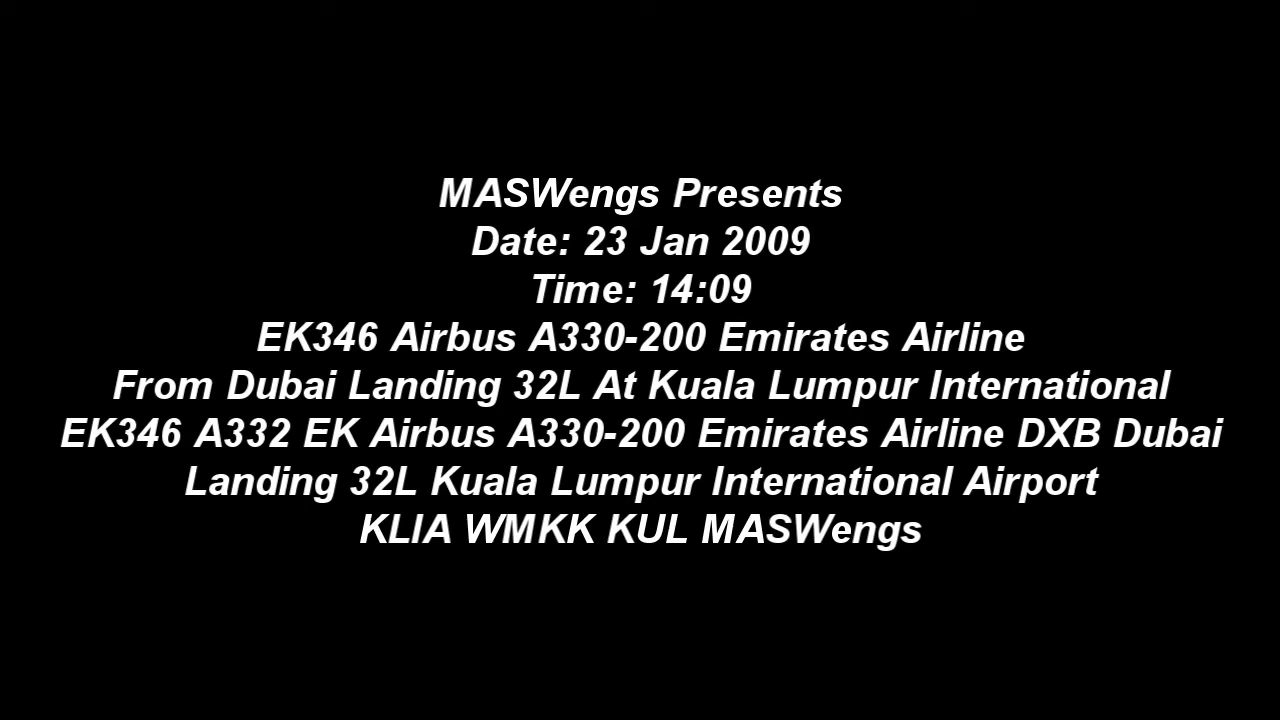 MASWengs Presents
Date: 23 Jan 2009
Time: 14:09
EK346 Airbus A330-200 Emirates Airline
From Dubai Landing 32L At Kuala Lumpur International
EK346 A332 EK Airbus A330-200 Emirates Airline DXB Dubai
Landing 32L Kuala Lumpur International Airport
KLIA WMKK KUL MASWengs